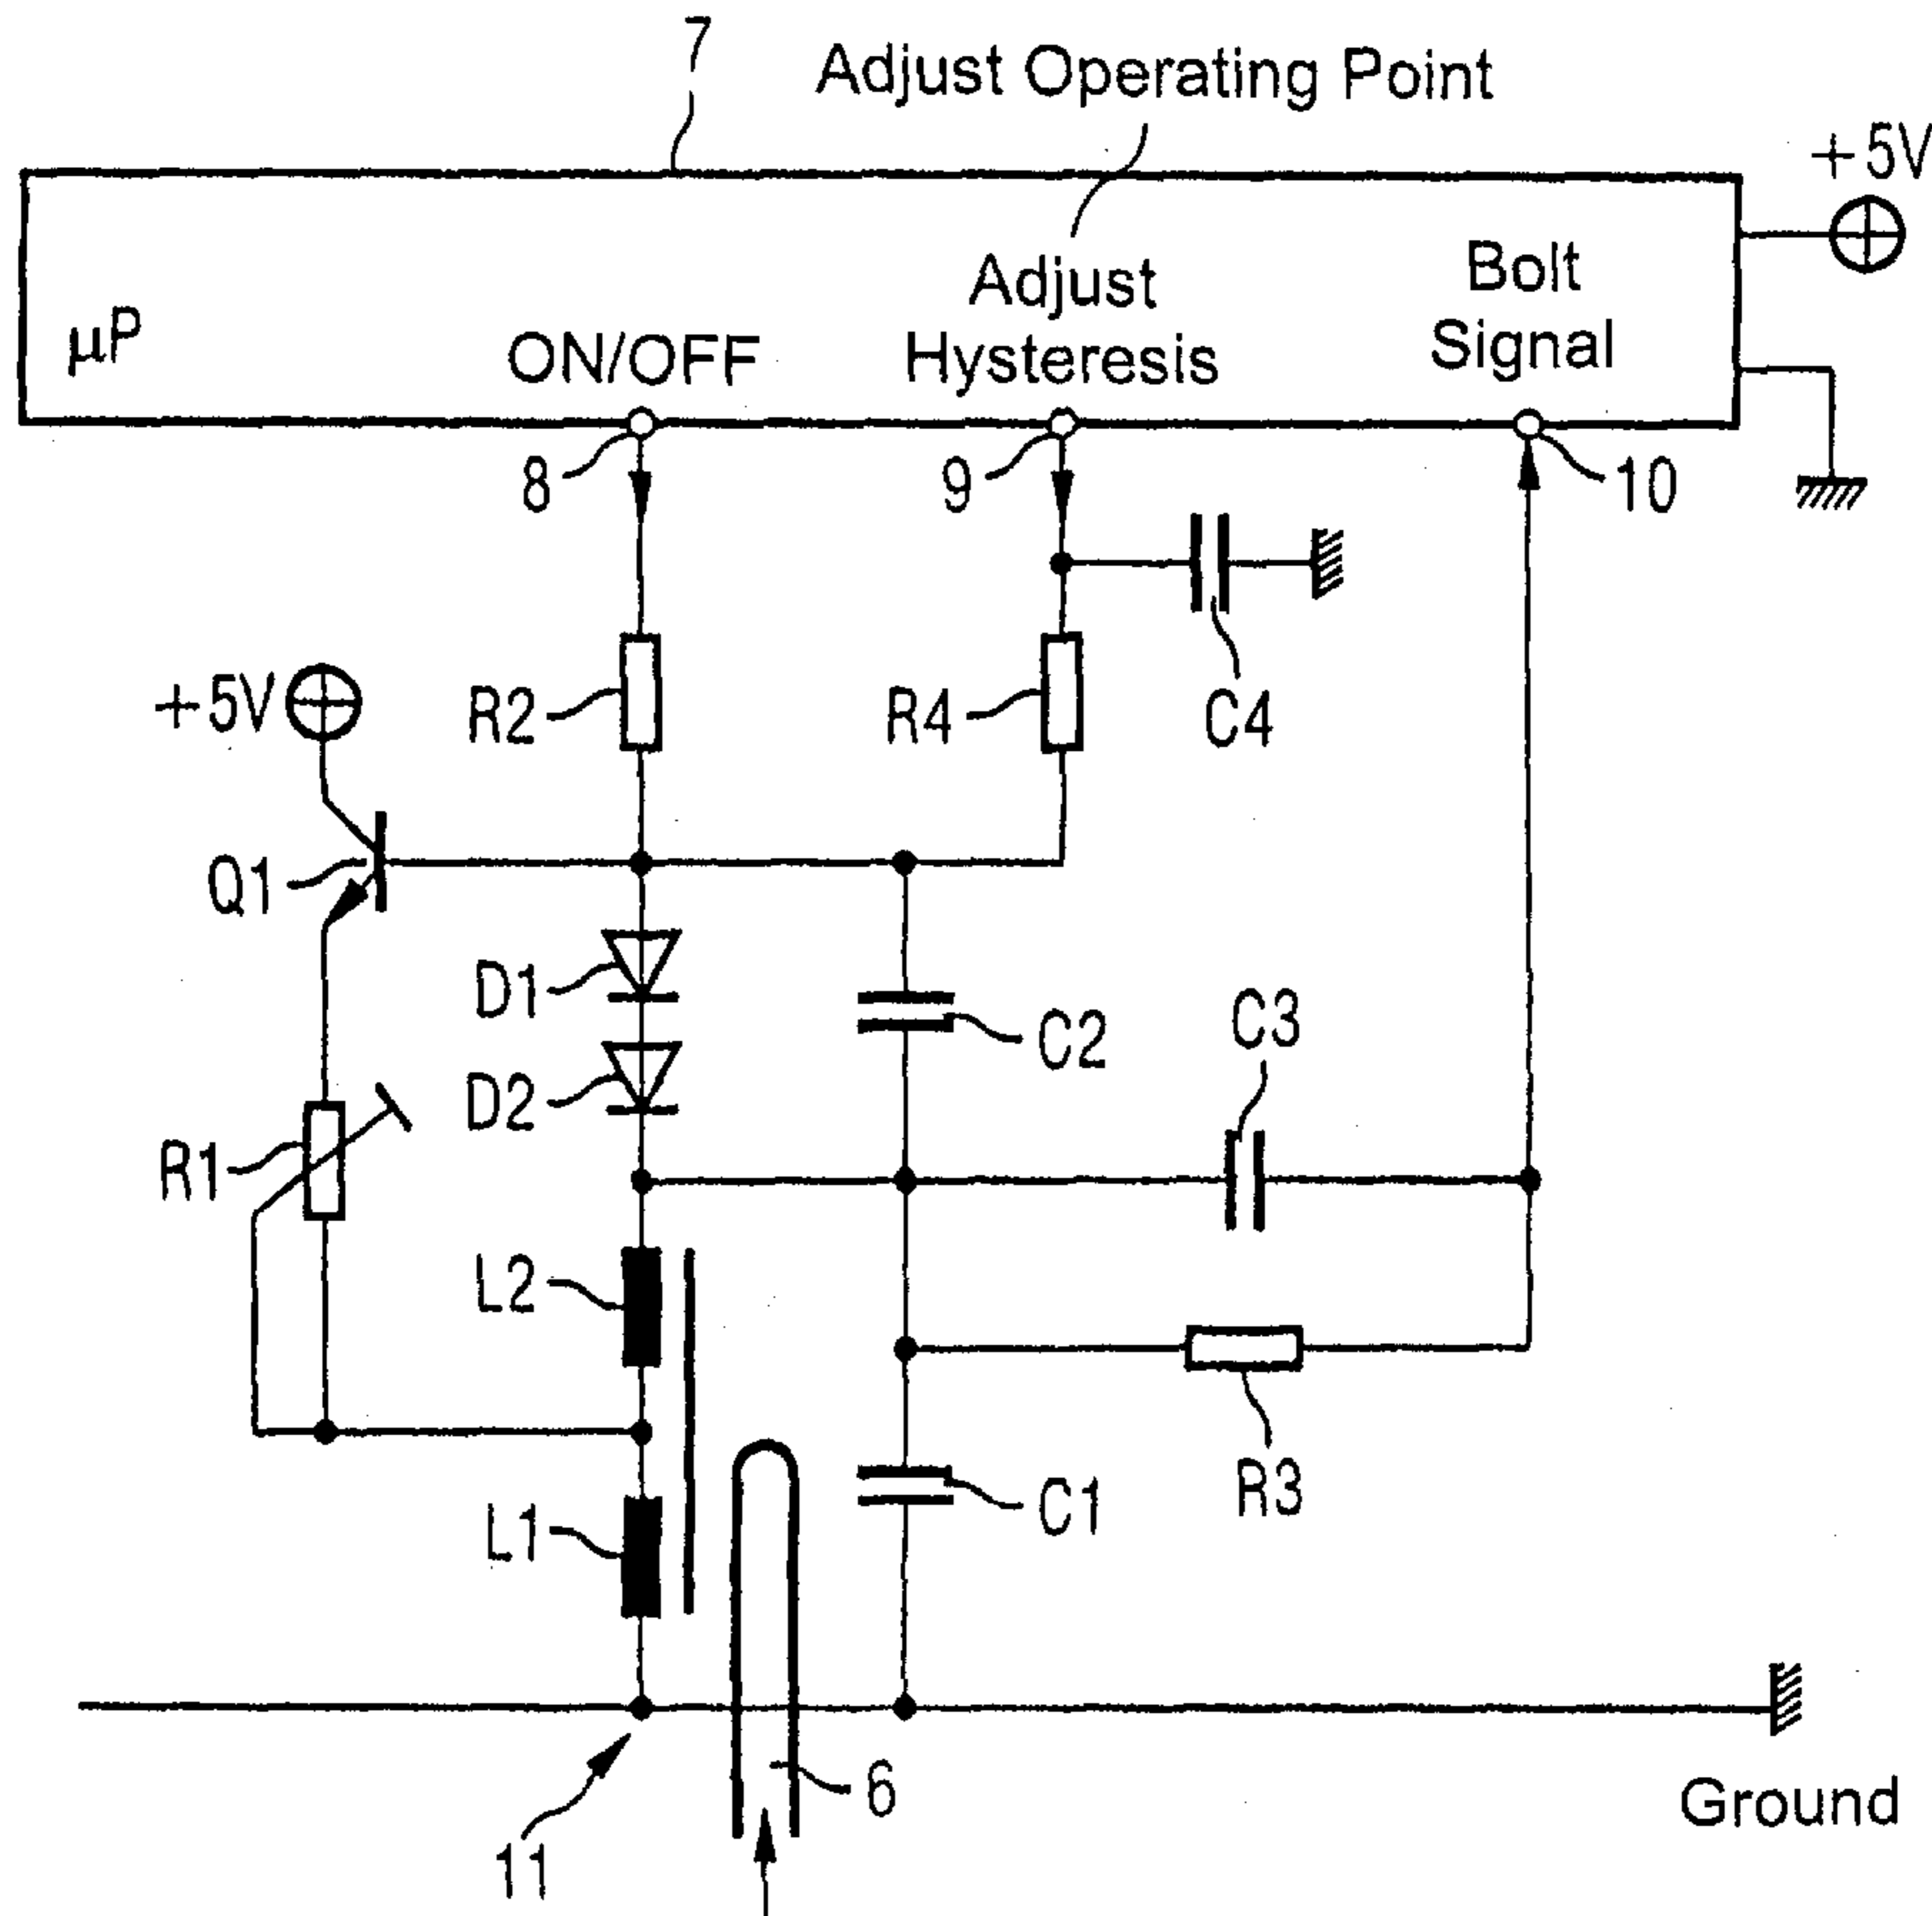 7
Adjust Operating Point
+5V
Adjust
Hysteresis
Bolt
Signal
µP
ON/OFF
8
9
10
+5V
R2
R4
C4
Q1
D1
C2
C3
D2
R1
L2
R3
L1
C1
6
Ground
11